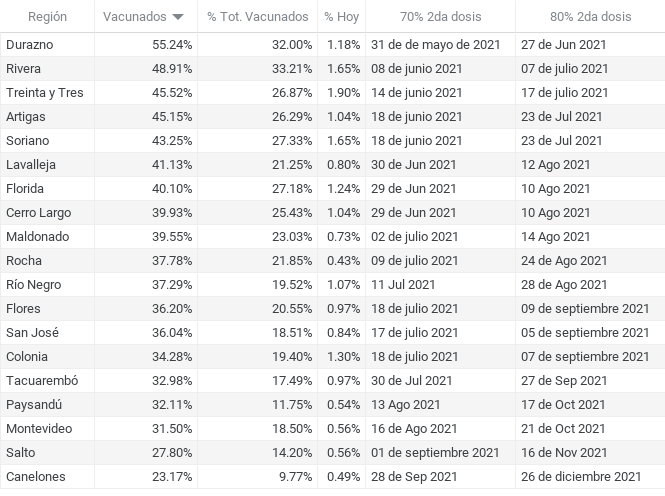 Región Vacunados % Tot. Vacunados % Hoy 70% 2da dosis 80% 2da dosis
Durazno 55.24% 32.00% 1.18% 31 de de mayo de 2021 27 de Jun 2021
Rivera 48.91% 33.21% 1.65% 08 de junio 2021 07 de julio 2021
Treinta y Tres 45.52% 26.87% 1.90% 14 de junio 2021 17 de julio 2021
Artigas 45.15% 26.29% 1.04% 18 de junio 2021 23 de Jul 2021
Soriano 43.25% 27.33% 1.65% 18 de junio 2021 23 de Jul 2021
Lavalleja 41.13% 21.25% 0.80% 30 de Jun 2021 12 Ago 2021
Florida 40.10% 27.18% 1.24% 29 de Jun 2021 10 Ago 2021
Cerro Largo 39.93% 25.43% 1.04% 29 de Jun 2021 10 Ago 2021
Maldonado 39.55% 23.03% 0.73% 02 de julio 2021 14 Ago 2021
Rocha 37.78% 21.85% 0.43% 09 de julio 2021 24 de Ago 2021
Río Negro 37.29% 19.52% 1.07% 11 Jul 2021 28 de Ago 2021
Flores 36.20% 20.55% 0.97% 18 de julio 2021 09 de septiembre 2021
San José 36.04% 18.51% 0.84% 17 de julio 2021 05 de septiembre 2021
Colonia 34.28% 19.40% 1.30% 18 de julio 2021 07 de septiembre 2021
Tacuarembó 32.98% 17.49% 0.97% 30 de Jul 2021 27 de Sep 2021
Paysandú 32.11% 11.75% 0.54% 13 Ago 2021 17 de Oct 2021
Montevideo 31.50% 18.50% 0.56% 16 de Ago 2021 21 de Oct 2021
Salto 27.80% 14.20% 0.56% 01 de septiembre 2021 16 de Nov 2021
Canelones 23.17% 9.77% 0.49% 28 de Sep 2021 26 de diciembre 2021